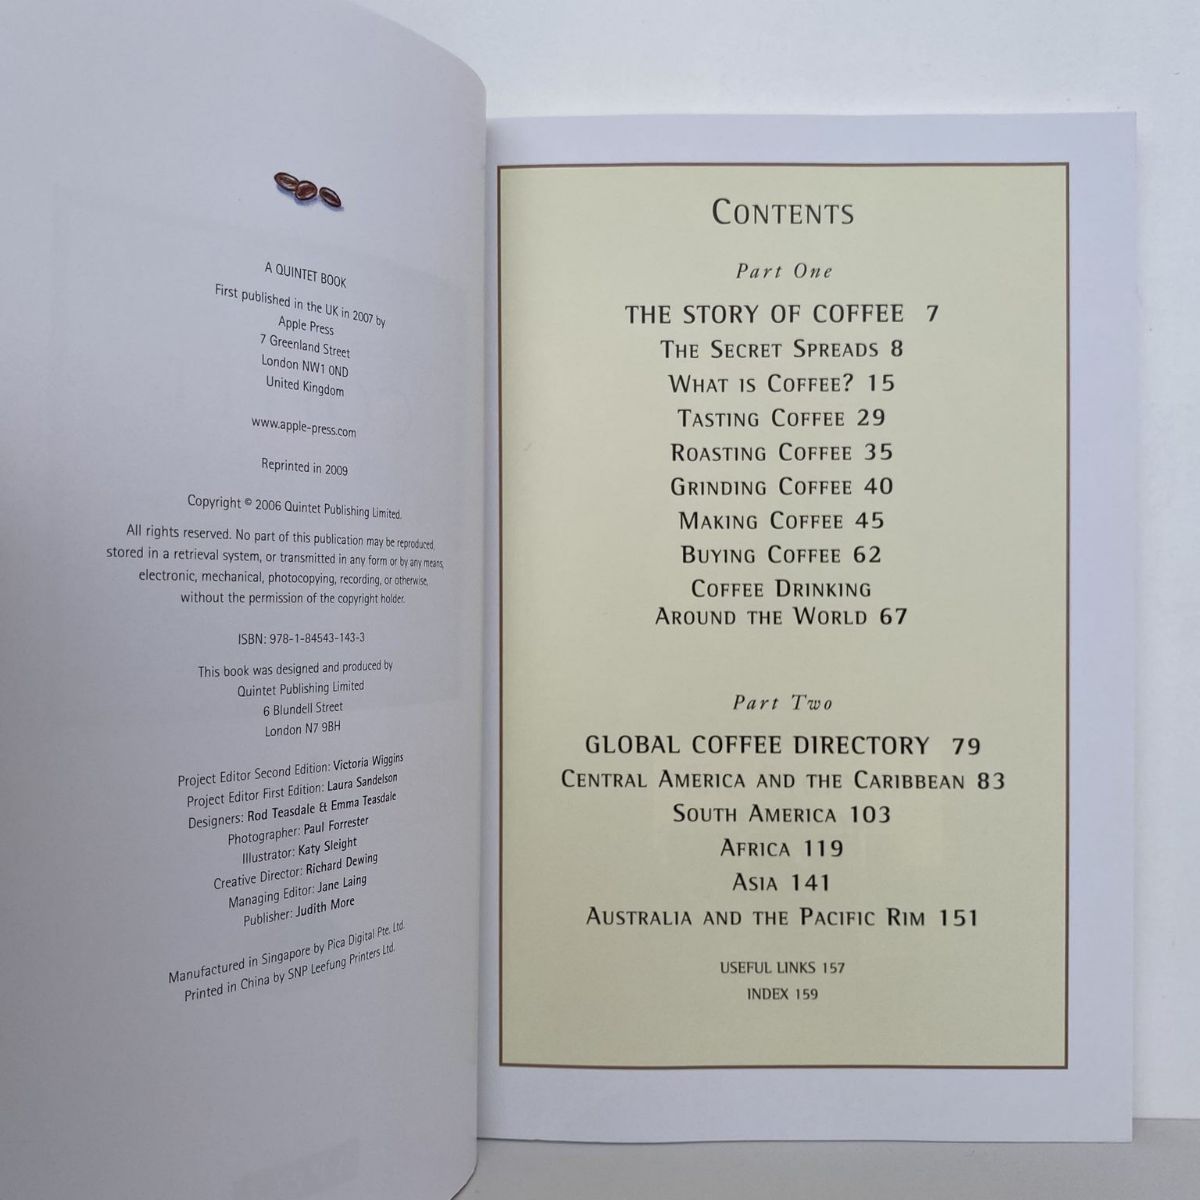 A QUINTET BOOK
First published in the UK in 2007 by
Apple Press
7 Greenland Street
London NW1 0ND
United Kingdom
www.apple-press.com
Reprinted in 2009
Copyright © 2006 Quintet Publishing Limited.
All rights reserved. No part of this publication may be reproduced,
stored in a retrieval system, or transmitted in any form or by any means,
electronic, mechanical, photocopying, recording, or otherwise,
without the permission of the copyright holder.
ISBN: 978-1-84543-143-3
This book was designed and produced by
Quintet Publishing Limited
6 Blundell Street
London N7 9BH
Project Editor Second Edition: Victoria Wiggins
Project Editor First Edition: Laura Sandelson
Designers: Rod Teasdale & Emma Teasdale
Photographer: Paul Forrester
Illustrator: Katy Sleight
Creative Director: Richard Dewing
Managing Editor: Jane Laing
Publisher: Judith More
Manufactured in Singapore by Pica Digital Pte. Ltd.
Printed in China by SNP Leefung Printers Ltd.
CONTENTS
Part One
THE STORY OF COFFEE 7
THE SECRET SPREADS 8
WHAT IS COFFEE? 15
TASTING COFFEE 29
ROASTING COFFEE 35
GRINDING COFFEE 40
MAKING COFFEE 45
BUYING COFFEE 62
COFFEE DRINKING
AROUND THE WORLD 67
Part Two
GLOBAL COFFEE DIRECTORY 79
CENTRAL AMERICA AND THE CARIBBEAN 83
SOUTH AMERICA 103
AFRICA 119
ASIA 141
AUSTRALIA AND THE PACIFIC RIM 151
USEFUL LINKS 157
INDEX 159